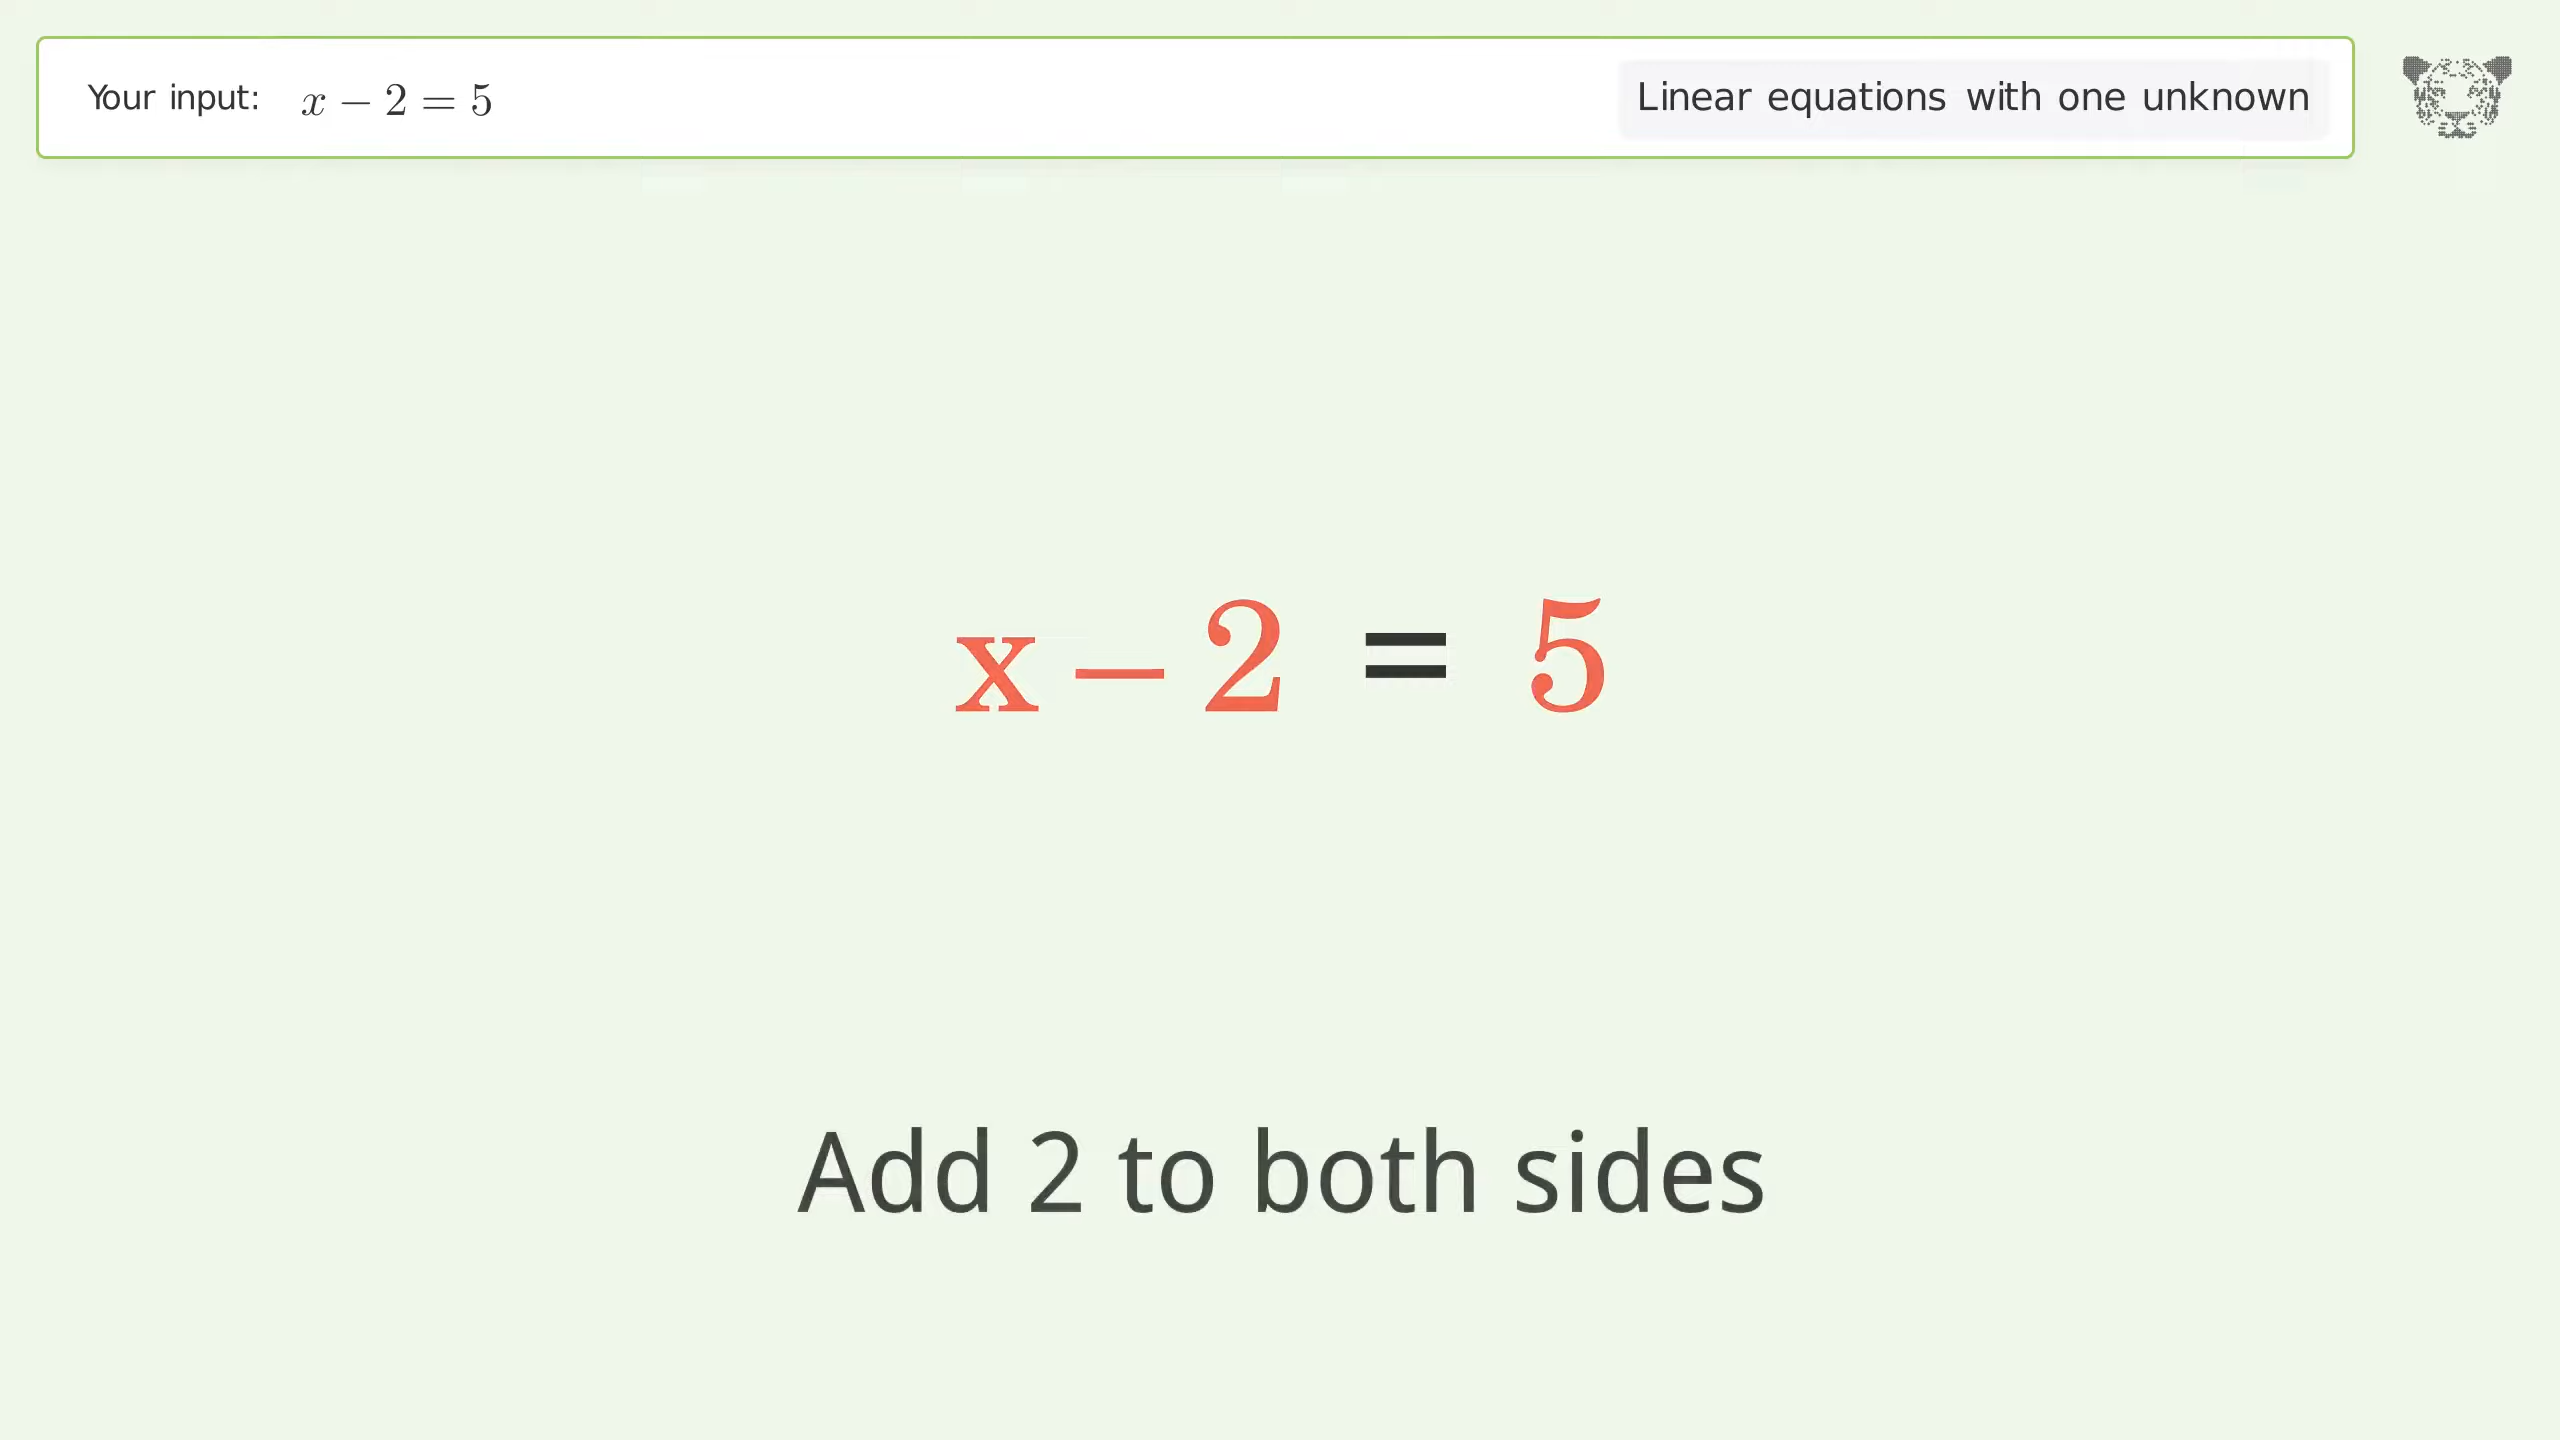 Your input: x − 2 = 5
Linear equations with one unknown
x − 2 = 5
Add 2 to both sides